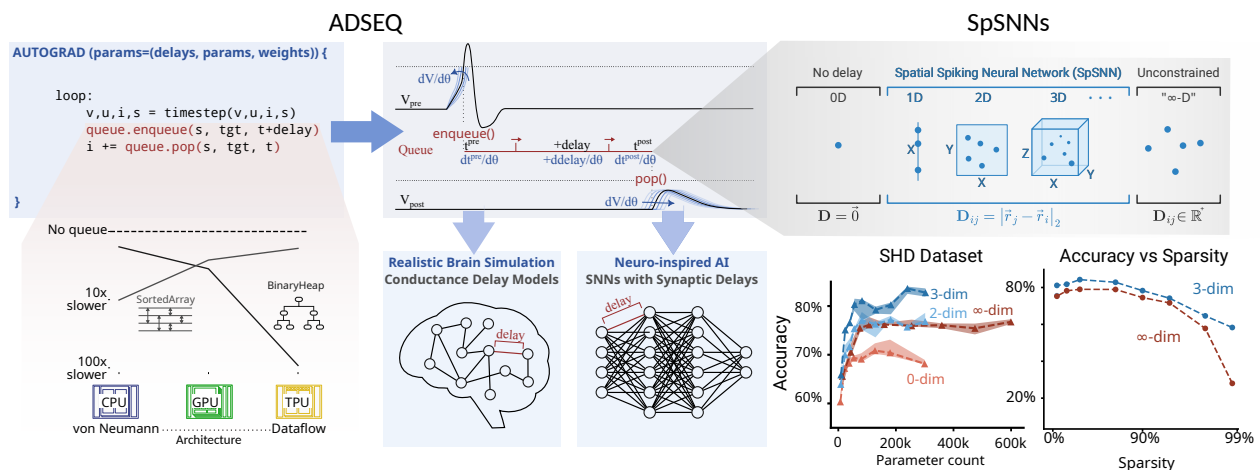 ADSEQ
SpSNNs
AUTOGRAD (params=(delays, params, weights)) {
loop:
v,u,i,s = timestep(v,u,i,s)
queue.enqueue(s, tgt, t+delay)
i += queue.pop(s, tgt, t)
}
No queue
10x
slower
100x
slower
SortedArray
BinaryHeap
CPU
GPU
TPU
von Neumann
Architecture
Dataflow
dV/dθ
V_pre
enqueue()
Queue
t^pre
+delay
t^post
dt^pre/dθ
+ddelay/dθ
dt^post/dθ
pop()
dV/dθ
V_post
Realistic Brain Simulation
Conductance Delay Models
delay
Neuro-inspired AI
SNNs with Synaptic Delays
delay
No delay
Spatial Spiking Neural Network (SpSNN)
Unconstrained
0D
1D
2D
3D
· · ·
"∞-D"
X
Y
X
Z
X
Y
D = 0⃗
D_ij = |r⃗_j − r⃗_i|_2
D_ij ∈ ℝ^+
SHD Dataset
80%
70%
60%
Accuracy
3-dim
2-dim
∞-dim
0-dim
0
200k
400k
600k
Parameter count
Accuracy vs Sparsity
80%
20%
3-dim
∞-dim
0%
90%
99%
Sparsity